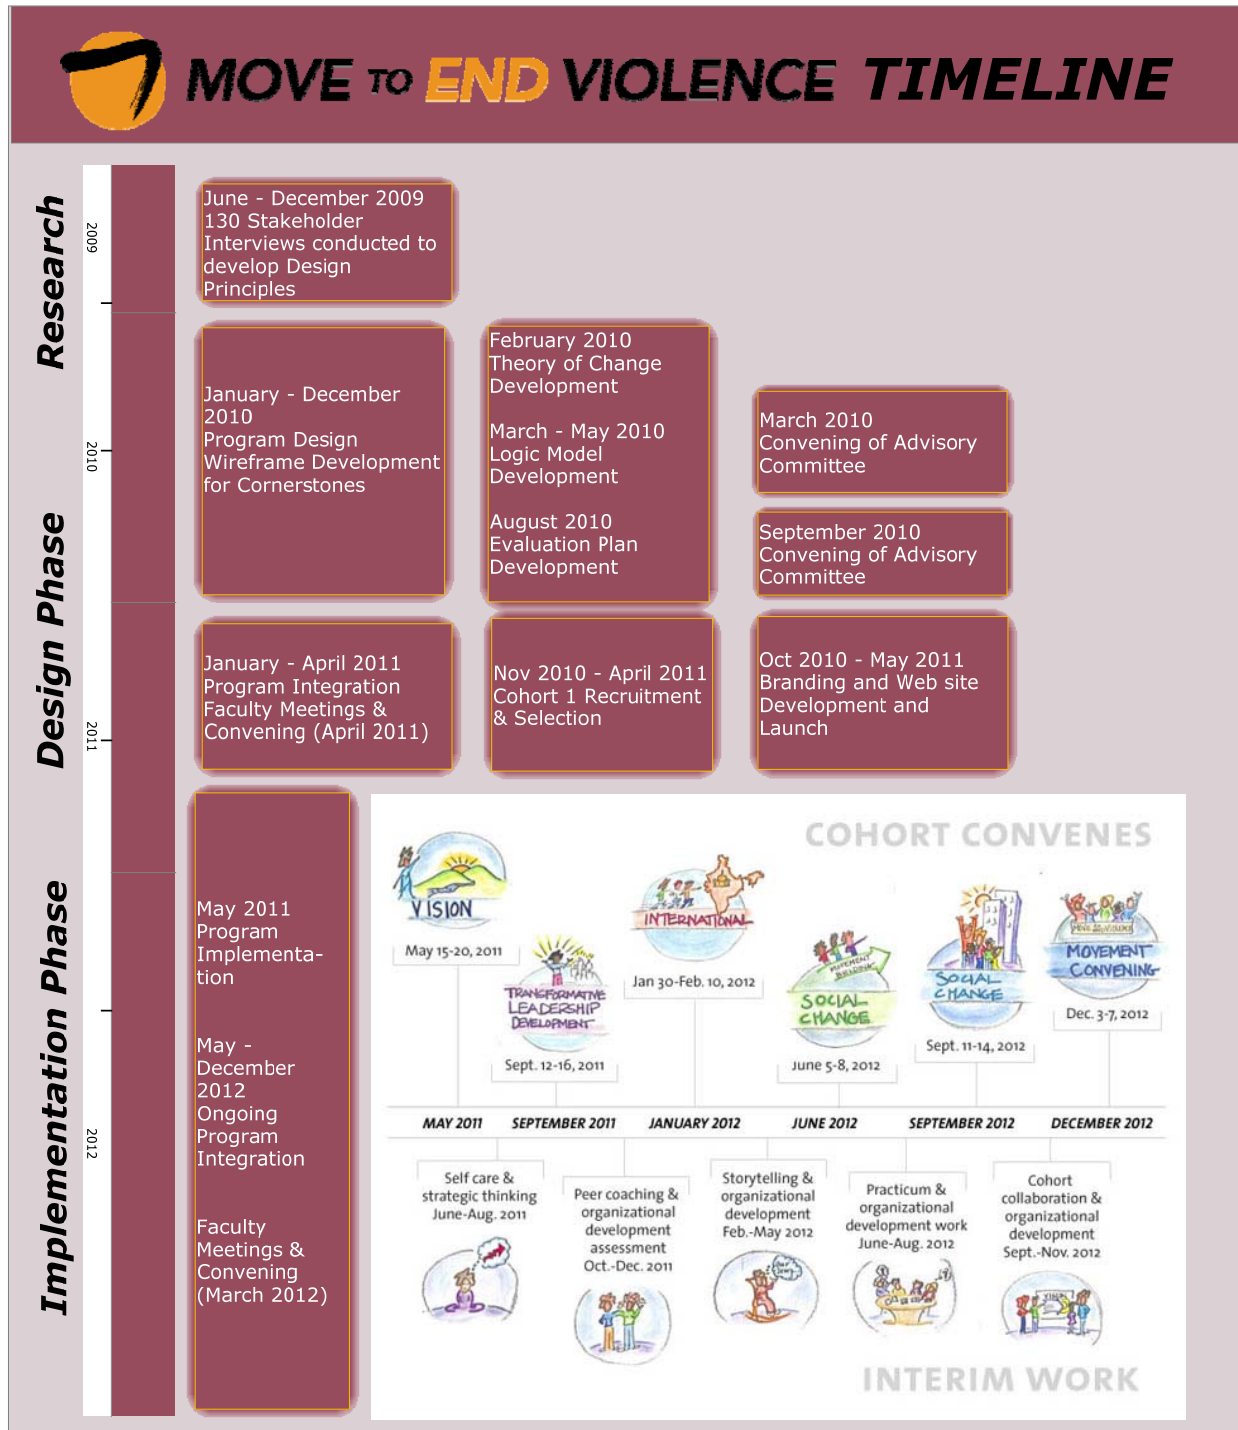 MOVE TO END VIOLENCE TIMELINE
Research
2009
June - December 2009
130 Stakeholder
Interviews conducted to
develop Design
Principles
2010
January - December
2010
Program Design
Wireframe Development
for Cornerstones
February 2010
Theory of Change
Development
March - May 2010
Logic Model
Development
August 2010
Evaluation Plan
Development
March 2010
Convening of Advisory
Committee
September 2010
Convening of Advisory
Committee
Design Phase
2011
January - April 2011
Program Integration
Faculty Meetings &
Convening (April 2011)
Nov 2010 - April 2011
Cohort 1 Recruitment
& Selection
Oct 2010 - May 2011
Branding and Web site
Development and
Launch
Implementation Phase
2012
May 2011
Program
Implementa-
tion
May -
December
2012
Ongoing
Program
Integration
Faculty
Meetings &
Convening
(March 2012)
COHORT CONVENES
VISION
May 15-20, 2011
TRANSFORMATIVE
LEADERSHIP
DEVELOPMENT
Sept. 12-16, 2011
INTERNATIONAL
Jan 30-Feb. 10, 2012
MOVEMENT
BUILDING
SOCIAL
CHANGE
June 5-8, 2012
SOCIAL
CHANGE
Sept. 11-14, 2012
MOVEMENT
CONVENING
Dec. 3-7, 2012
MAY 2011
SEPTEMBER 2011
JANUARY 2012
JUNE 2012
SEPTEMBER 2012
DECEMBER 2012
Self care &
strategic thinking
June-Aug. 2011
Peer coaching &
organizational
development
assessment
Oct.-Dec. 2011
Storytelling &
organizational
development
Feb.-May 2012
Practicum &
organizational
development work
June-Aug. 2012
Cohort
collaboration &
organizational
development
Sept.-Nov. 2012
INTERIM WORK